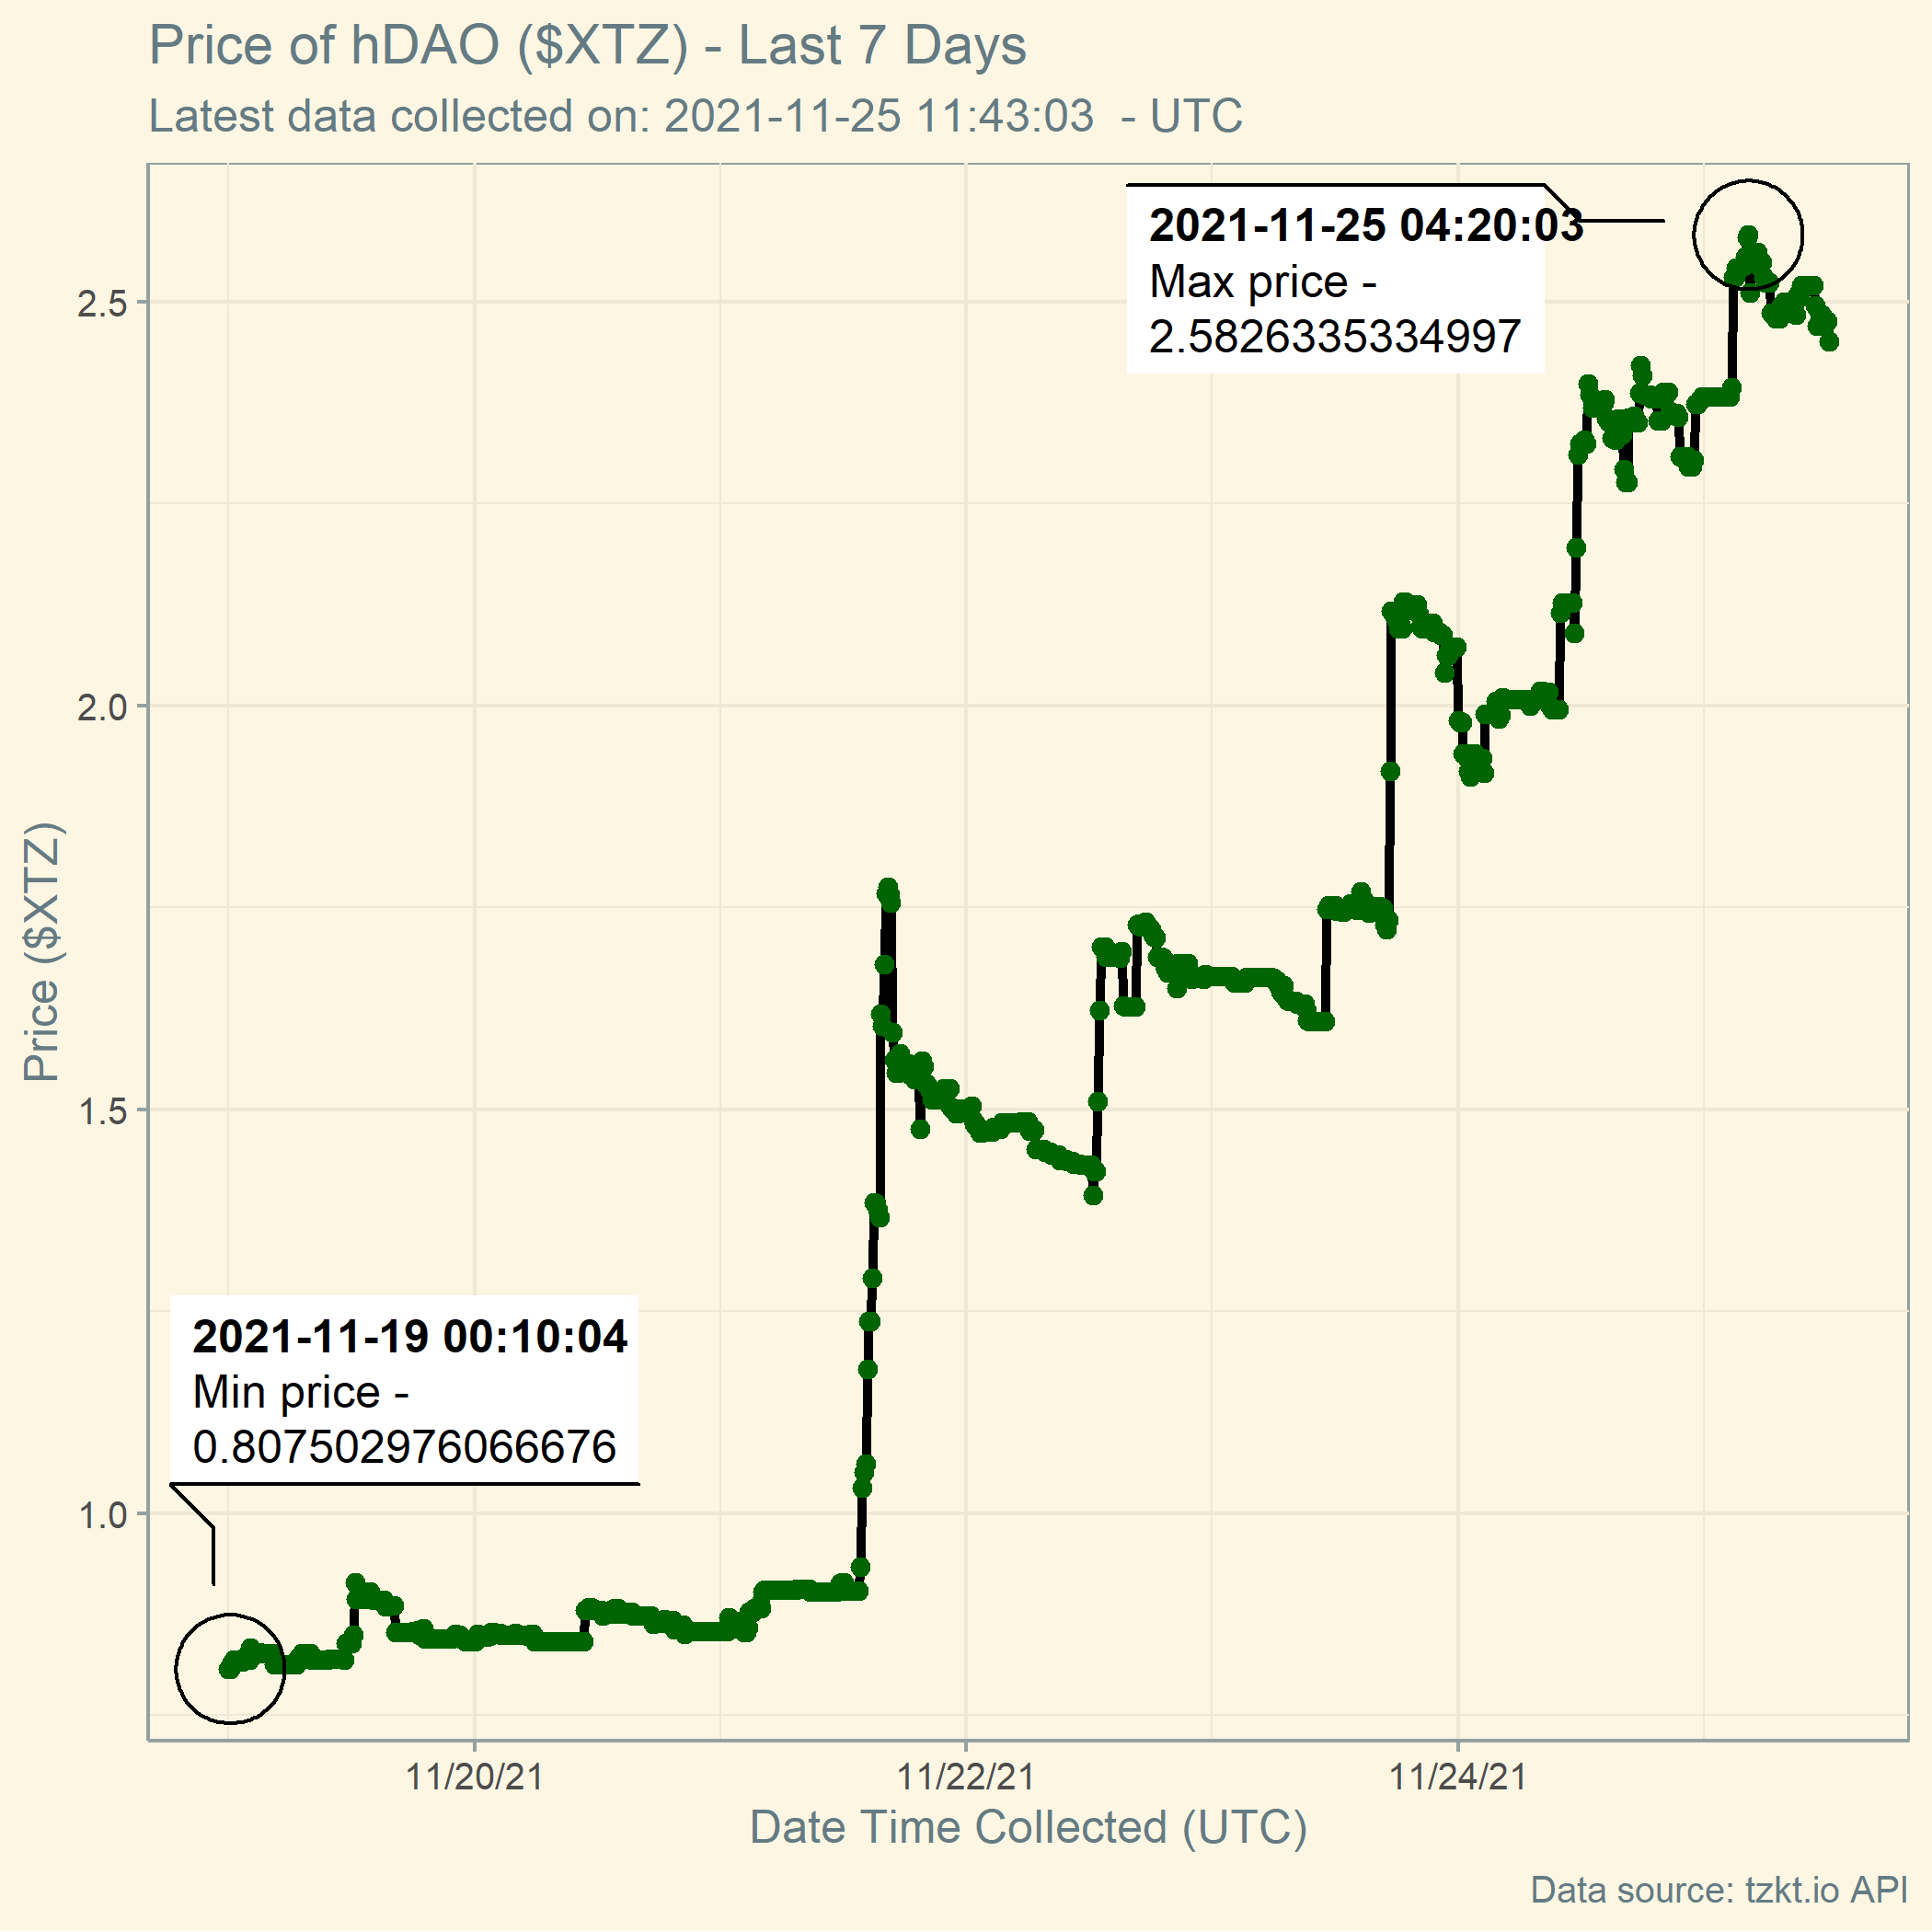 Price of hDAO ($XTZ) - Last 7 Days
Latest data collected on: 2021-11-25 11:43:03  - UTC
2021-11-25 04:20:03
Max price -
2.5826335334997
2.5
2.0
Price ($XTZ)
1.5
2021-11-19 00:10:04
Min price -
0.807502976066676
1.0
11/20/21
11/22/21
11/24/21
Date Time Collected (UTC)
Data source: tzkt.io API